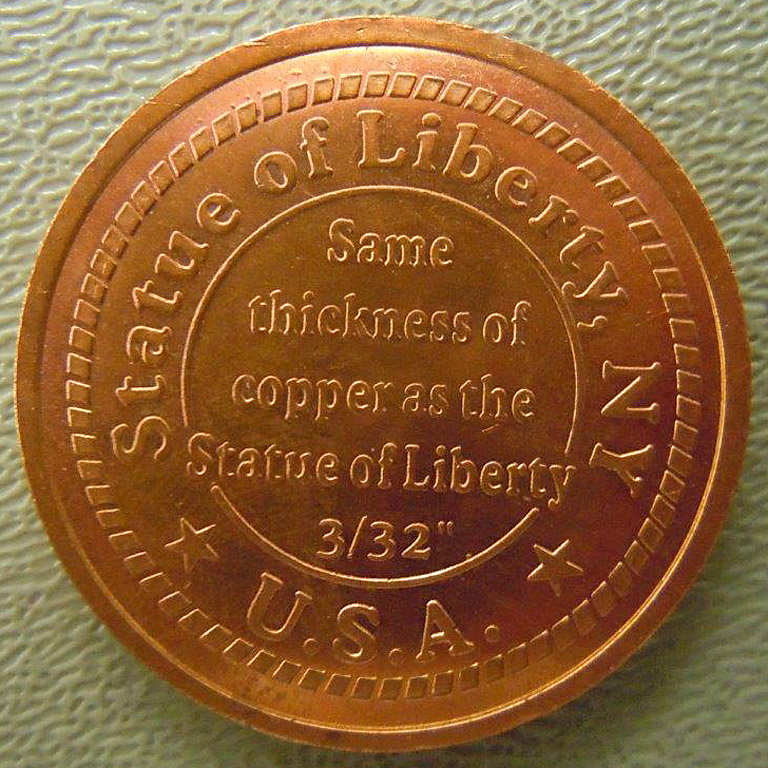 Statue of Liberty, NY
Same
thickness of
copper as the
Statue of Liberty
3/32".
U.S.A.